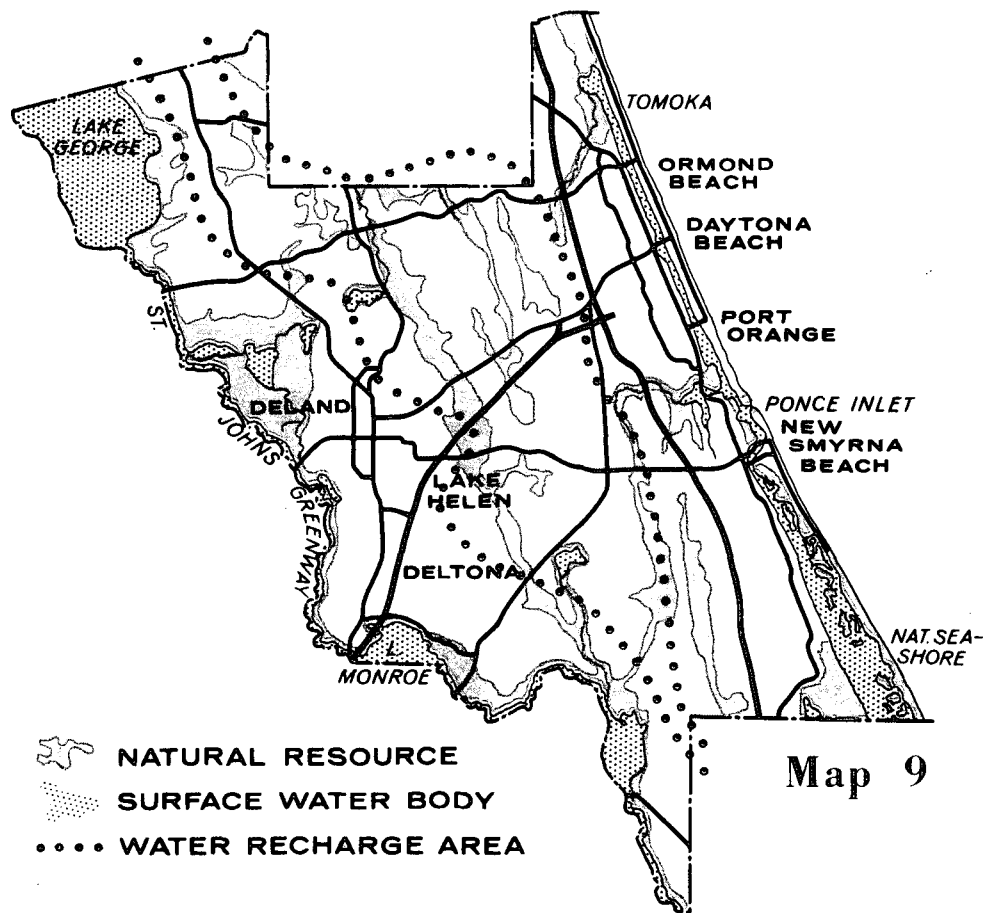 TOMOKA
LAKE
GEORGE
ORMOND
BEACH
DAYTONA
BEACH
ST.
PORT
ORANGE
DELAND
JOHNS
PONCE INLET
NEW
SMYRNA
BEACH
LAKE
HELEN
GREENWAY
DELTONA
NAT. SEA-
SHORE
L.
MONROE
NATURAL RESOURCE
SURFACE WATER BODY
WATER RECHARGE AREA
Map 9